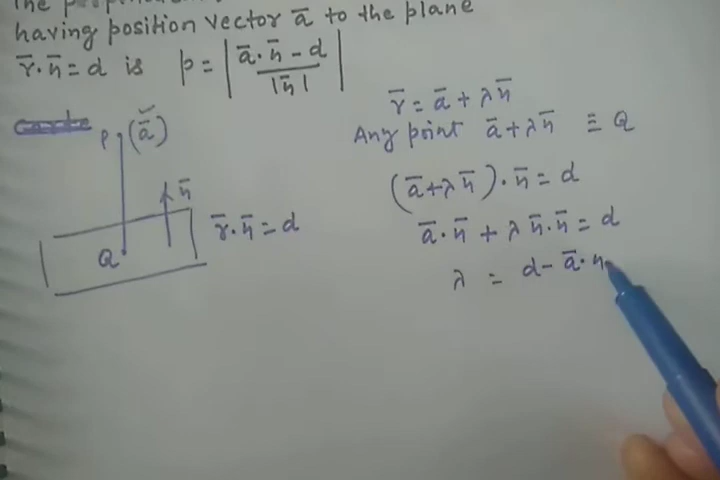 having position vector a̅ to the plane
r̅·n̅ = d is p = | (a̅·n̅ - d) / |n̅| |
P (a̅)
n̅
r̅·n̅ = d
Q
r̅ = a̅ + λn̅
Any point a̅ + λn̅ ≡ Q
(a̅ + λn̅)·n̅ = d
a̅·n̅ + λ n̅·n̅ = d
λ = d - a̅·n